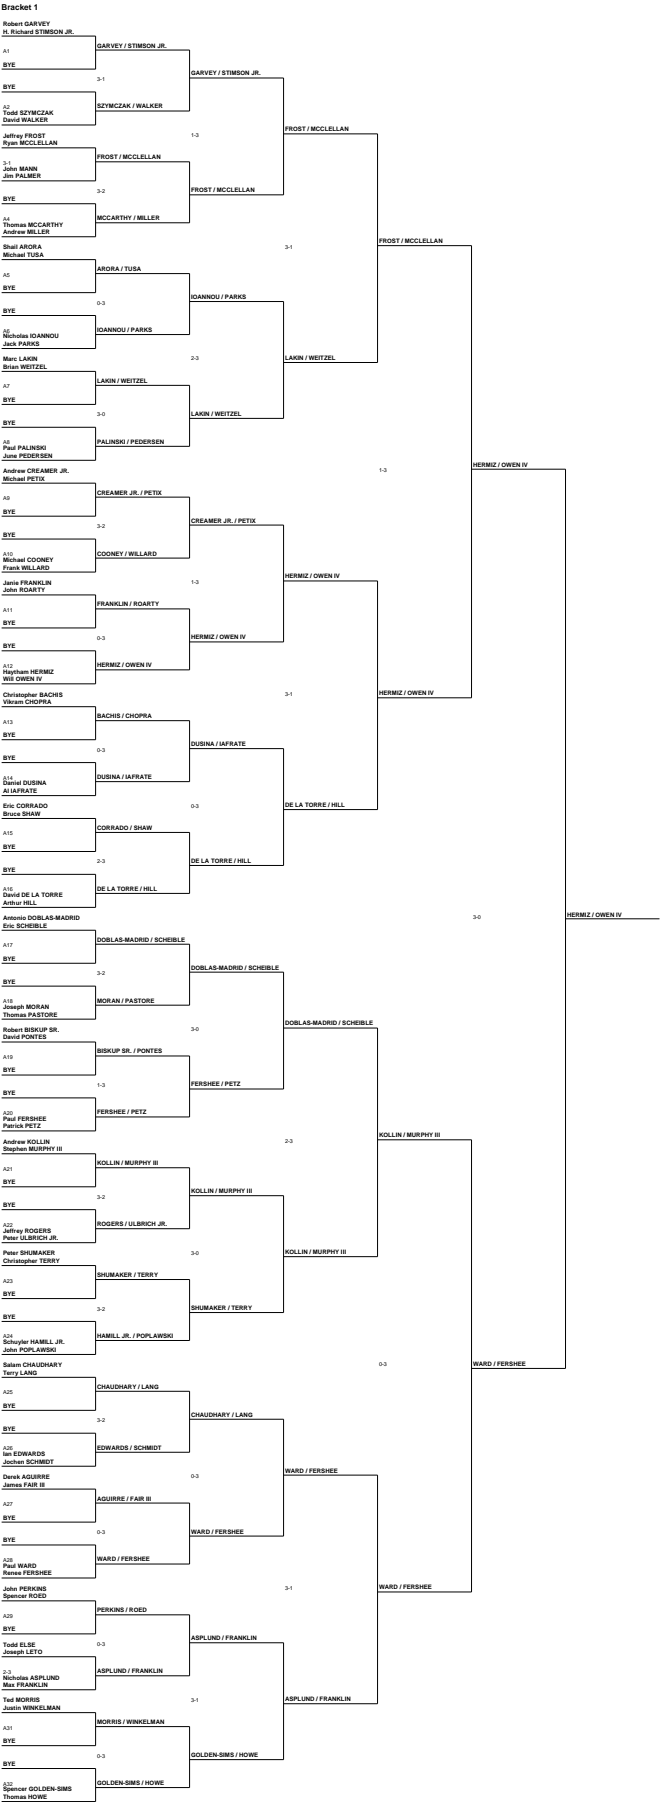 Bracket 1
Robert GARVEY
H. Richard STIMSON JR.
GARVEY / STIMSON JR.
A1
BYE
GARVEY / STIMSON JR.
3-1
BYE
A2
SZYMCZAK / WALKER
Todd SZYMCZAK
David WALKER
FROST / MCCLELLAN
1-3
Jeffrey FROST
Ryan MCCLELLAN
FROST / MCCLELLAN
3-1
John MANN
Jim PALMER
3-2
FROST / MCCLELLAN
BYE
A4
MCCARTHY / MILLER
Thomas MCCARTHY
Andrew MILLER
FROST / MCCLELLAN
3-1
Shail ARORA
Michael TUSA
ARORA / TUSA
A5
BYE
IOANNOU / PARKS
0-3
BYE
A6
IOANNOU / PARKS
Nicholas IOANNOU
Jack PARKS
2-3
LAKIN / WEITZEL
Marc LAKIN
Brian WEITZEL
LAKIN / WEITZEL
A7
BYE
3-0
LAKIN / WEITZEL
BYE
A8
PALINSKI / PEDERSEN
Paul PALINSKI
June PEDERSEN
HERMIZ / OWEN IV
1-3
Andrew CREAMER JR.
Michael PETIX
CREAMER JR. / PETIX
A9
BYE
CREAMER JR. / PETIX
3-2
BYE
A10
COONEY / WILLARD
Michael COONEY
Frank WILLARD
HERMIZ / OWEN IV
1-3
Janie FRANKLIN
John ROARTY
FRANKLIN / ROARTY
A11
BYE
0-3
HERMIZ / OWEN IV
BYE
A12
HERMIZ / OWEN IV
Haytham HERMIZ
Will OWEN IV
HERMIZ / OWEN IV
3-1
Christopher BACHIS
Vikram CHOPRA
BACHIS / CHOPRA
A13
BYE
DUSINA / IAFRATE
0-3
BYE
A14
DUSINA / IAFRATE
Daniel DUSINA
Al IAFRATE
0-3
DE LA TORRE / HILL
Eric CORRADO
Bruce SHAW
CORRADO / SHAW
A15
BYE
2-3
DE LA TORRE / HILL
BYE
A16
DE LA TORRE / HILL
David DE LA TORRE
Arthur HILL
3-0
HERMIZ / OWEN IV
Antonio DOBLAS-MADRID
Eric SCHEIBLE
DOBLAS-MADRID / SCHEIBLE
A17
BYE
DOBLAS-MADRID / SCHEIBLE
3-2
BYE
A18
MORAN / PASTORE
Joseph MORAN
Thomas PASTORE
DOBLAS-MADRID / SCHEIBLE
3-0
Robert BISKUP SR.
David PONTES
BISKUP SR. / PONTES
A19
BYE
1-3
FERSHEE / PETZ
BYE
A20
FERSHEE / PETZ
Paul FERSHEE
Patrick PETZ
KOLLIN / MURPHY III
2-3
Andrew KOLLIN
Stephen MURPHY III
KOLLIN / MURPHY III
A21
BYE
KOLLIN / MURPHY III
3-2
BYE
A22
ROGERS / ULBRICH JR.
Jeffrey ROGERS
Peter ULBRICH JR.
3-0
KOLLIN / MURPHY III
Peter SHUMAKER
Christopher TERRY
SHUMAKER / TERRY
A23
BYE
3-2
SHUMAKER / TERRY
BYE
A24
HAMILL JR. / POPLAWSKI
Schuyler HAMILL JR.
John POPLAWSKI
0-3
WARD / FERSHEE
Salam CHAUDHARY
Terry LANG
CHAUDHARY / LANG
A25
BYE
CHAUDHARY / LANG
3-2
BYE
A26
EDWARDS / SCHMIDT
Ian EDWARDS
Jochen SCHMIDT
WARD / FERSHEE
0-3
Derek AGUIRRE
James FAIR III
AGUIRRE / FAIR III
A27
BYE
0-3
WARD / FERSHEE
BYE
A28
WARD / FERSHEE
Paul WARD
Renee FERSHEE
3-1
WARD / FERSHEE
John PERKINS
Spencer ROED
PERKINS / ROED
A29
BYE
ASPLUND / FRANKLIN
0-3
Todd ELSE
Joseph LETO
2-3
ASPLUND / FRANKLIN
Nicholas ASPLUND
Max FRANKLIN
3-1
ASPLUND / FRANKLIN
Ted MORRIS
Justin WINKELMAN
MORRIS / WINKELMAN
A31
BYE
0-3
GOLDEN-SIMS / HOWE
BYE
A32
GOLDEN-SIMS / HOWE
Spencer GOLDEN-SIMS
Thomas HOWE